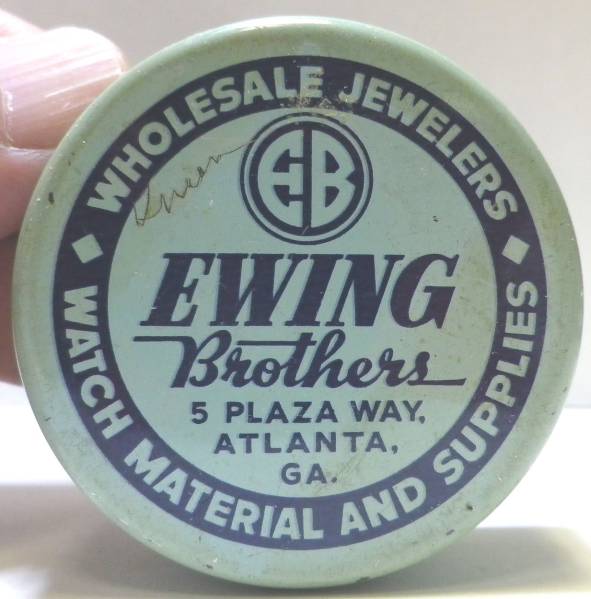 WHOLESALE JEWELERS
EB
EWING
Brothers
5 PLAZA WAY,
ATLANTA,
GA.
WATCH MATERIAL AND SUPPLIES